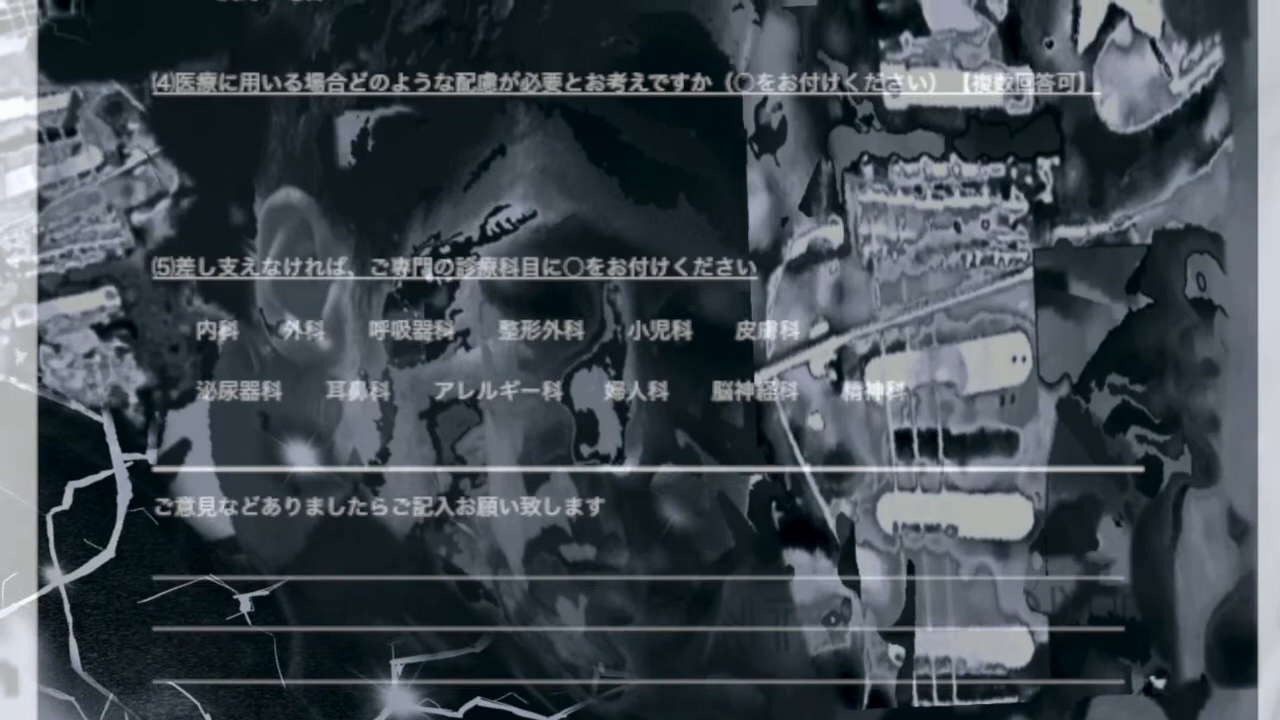 ⑷医療に用いる場合どのような配慮が必要とお考えですか（〇をお付けください）【複数回答可】
⑸差し支えなければ、ご専門の診療科目に〇をお付けください
内科 外科 呼吸器科 整形外科 小児科 皮膚科
泌尿器科 耳鼻科 アレルギー科 婦人科 脳神経科 精神科
ご意見などありましたらご記入お願い致します